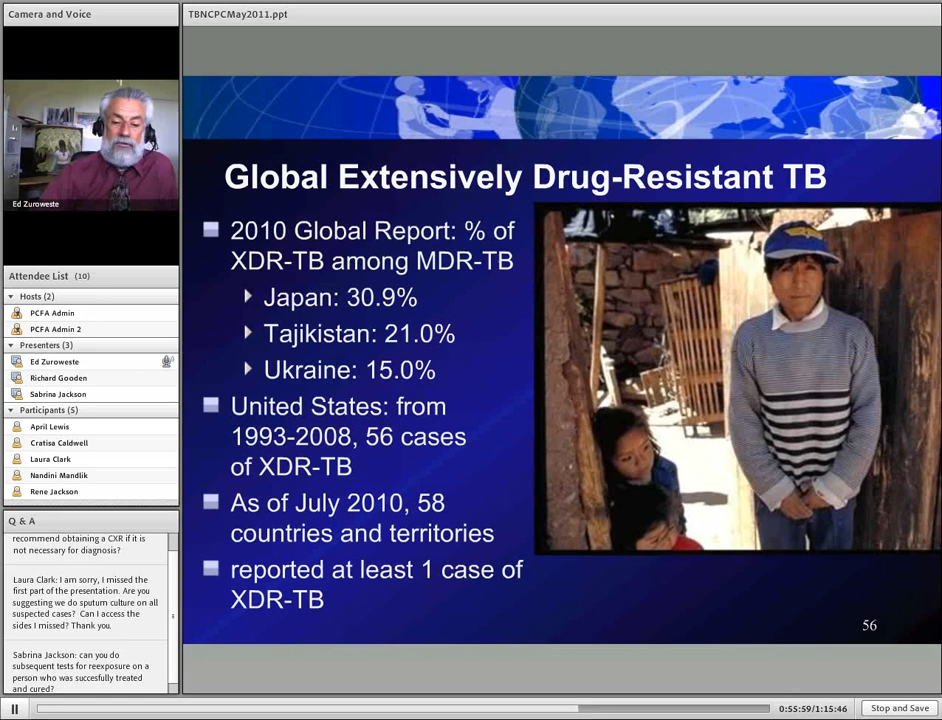 Camera and Voice
Ed Zuroweste
Attendee List (10)
Hosts (2)
PCFA Admin
PCFA Admin 2
Presenters (3)
Ed Zuroweste
Richard Gooden
Sabrina Jackson
Participants (5)
April Lewis
Cratisa Caldwell
Laura Clark
Nandini Mandlik
Rene Jackson
Q & A
recommend obtaining a CXR if it is
not necessary for diagnosis?
Laura Clark: I am sorry, I missed the
first part of the presentation. Are you
suggesting we do sputum culture on all
suspected cases? Can I access the
sides I missed? Thank you.
Sabrina Jackson: can you do
subsequent tests for reexposure on a
person who was succesfully treated
and cured?
TBNCPCMay2011.ppt
Global Extensively Drug-Resistant TB
2010 Global Report: % of
XDR-TB among MDR-TB
Japan: 30.9%
Tajikistan: 21.0%
Ukraine: 15.0%
United States: from
1993-2008, 56 cases
of XDR-TB
As of July 2010, 58
countries and territories
reported at least 1 case of
XDR-TB
56
0:55:59/1:15:46
Stop and Save